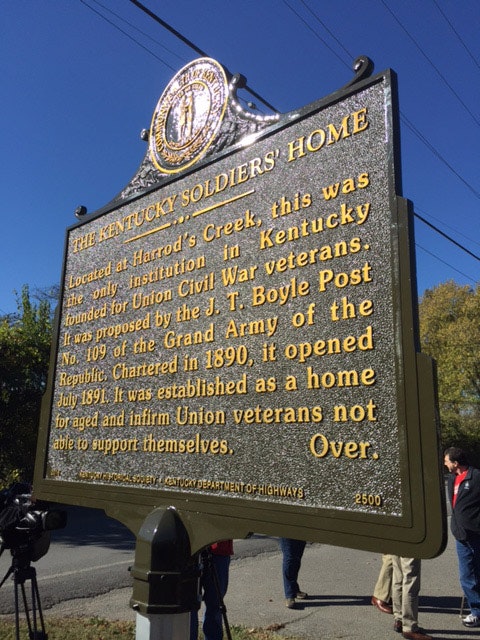 THE KENTUCKY SOLDIERS' HOME
Located at Harrod's Creek, this was
the only institution in Kentucky
founded for Union Civil War veterans.
It was proposed by the J. T. Boyle Post
No. 109 of the Grand Army of the
Republic. Chartered in 1890, it opened
July 1891. It was established as a home
for aged and infirm Union veterans not
able to support themselves. Over.
KENTUCKY HISTORICAL SOCIETY • KENTUCKY DEPARTMENT OF HIGHWAYS
2500